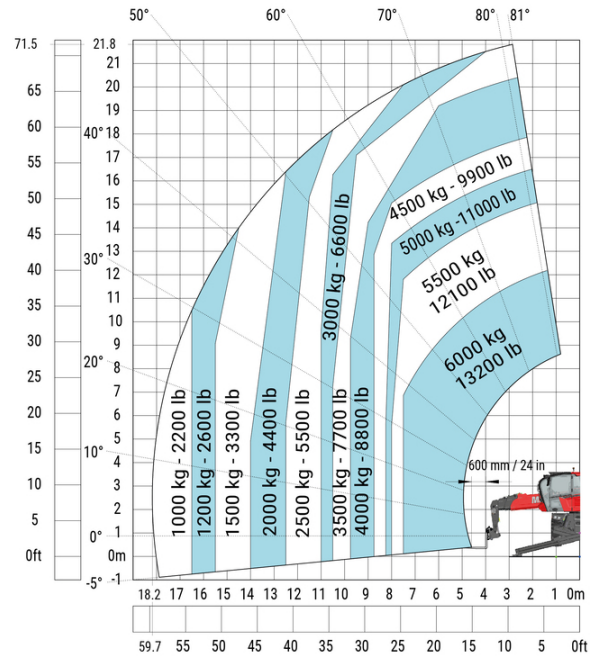 50° 60° 70° 80° 81°
71.5 21.8
21
65 20
19
60 40° 18
17
55 16
15
50 14
45 30° 13
12
40 11
35 10
9
30 20° 8
25 7
6
20 5
15 10° 4
3
10 2
5 0° 1
0ft 0m
-5° -1
4500 kg - 9900 lb
5000 kg -11000 lb
5500 kg
12100 lb
6000 kg
13200 lb
3000 kg - 6600 lb
1000 kg - 2200 lb
1200 kg - 2600 lb
1500 kg - 3300 lb
2000 kg - 4400 lb
2500 kg - 5500 lb
3500 kg - 7700 lb
4000 kg - 8800 lb
600 mm / 24 in
18.2 17 16 15 14 13 12 11 10 9 8 7 6 5 4 3 2 1 0m
59.7 55 50 45 40 35 30 25 20 15 10 5 0ft